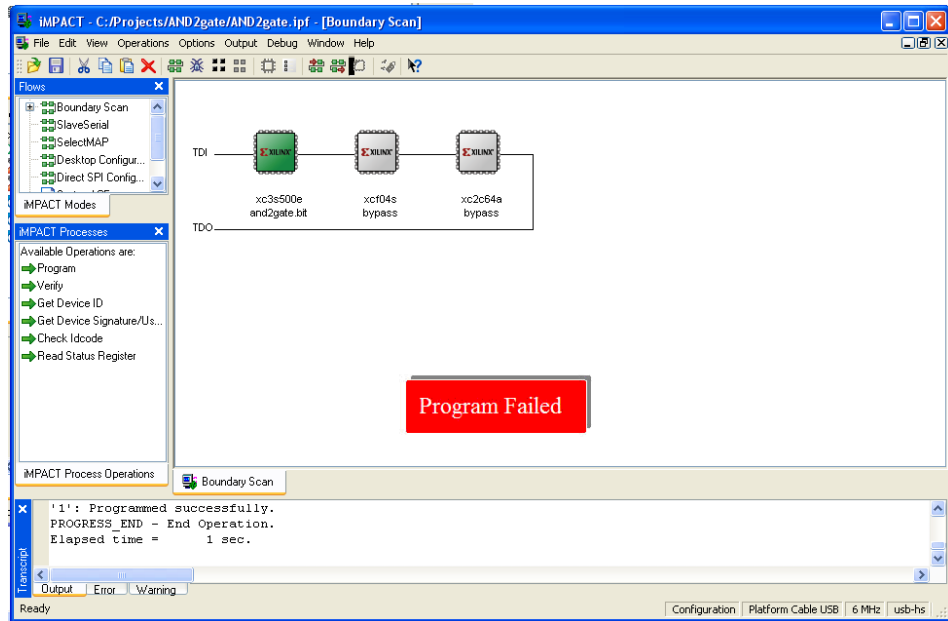 iMPACT - C:/Projects/AND2gate/AND2gate.ipf - [Boundary Scan]
File Edit View Operations Options Output Debug Window Help
Flows
Boundary Scan
SlaveSerial
SelectMAP
Desktop Configur...
Direct SPI Config...
iMPACT Modes
iMPACT Processes
Available Operations are:
Program
Verify
Get Device ID
Get Device Signature/Us...
Check Idcode
Read Status Register
iMPACT Process Operations
TDI
XILINX XILINX XILINX
xc3s500e xcf04s xc2c64a
and2gate.bit bypass bypass
TDO
Program Failed
Boundary Scan
Transcript
'1': Programmed successfully.
PROGRESS_END - End Operation.
Elapsed time = 1 sec.
Output Error Warning
Ready Configuration Platform Cable USB 6 MHz usb-hs